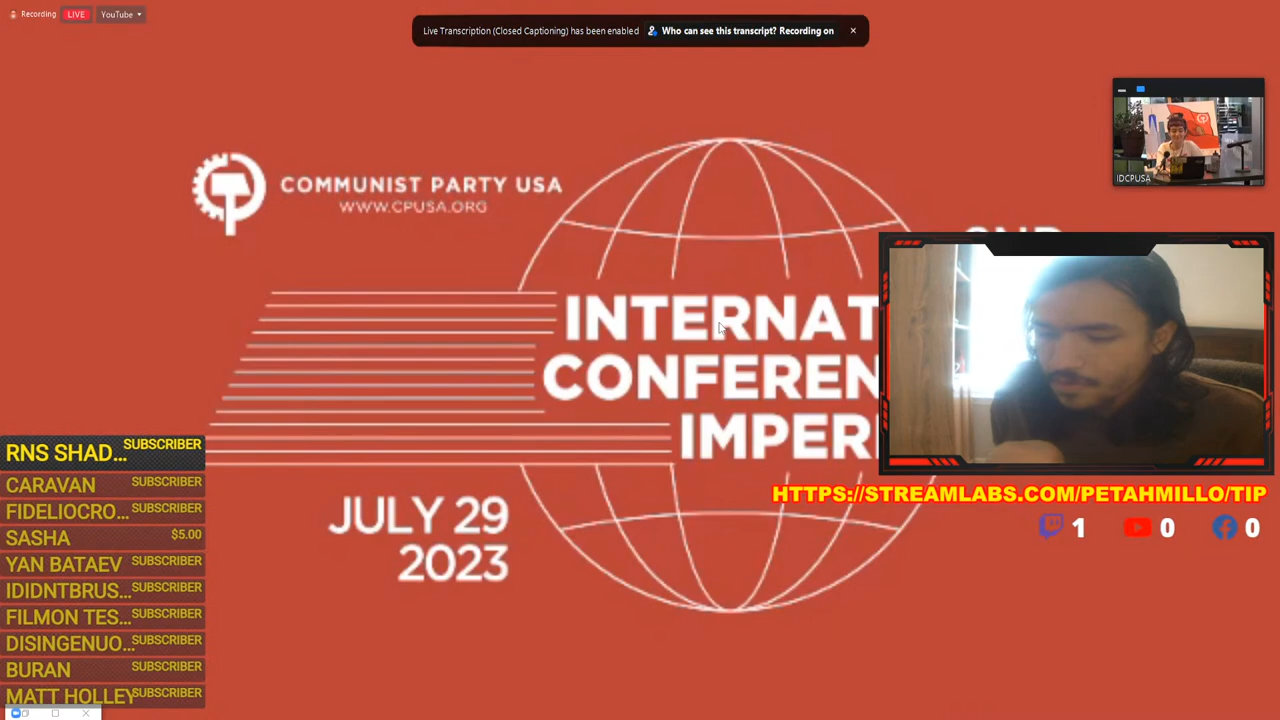 Recording
LIVE
YouTube
Live Transcription (Closed Captioning) has been enabled
Who can see this transcript? Recording on
IDCPUSA
COMMUNIST PARTY USA
WWW.CPUSA.ORG
INTERNAT
CONFEREN
IMPER
JULY 29
2023
HTTPS://STREAMLABS.COM/PETAHMILLO/TIP
1
0
0
RNS SHAD... SUBSCRIBER
CARAVAN SUBSCRIBER
FIDELIOCRO... SUBSCRIBER
SASHA $5.00
YAN BATAEV SUBSCRIBER
IDIDNTBRUS... SUBSCRIBER
FILMON TES... SUBSCRIBER
DISINGENUO... SUBSCRIBER
BURAN SUBSCRIBER
MATT HOLLEY SUBSCRIBER